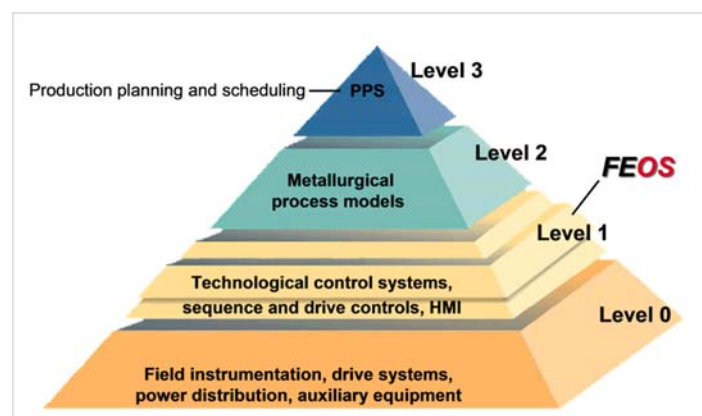 Level 3
Production planning and scheduling
PPS
Level 2
FEOS
Metallurgical
process models
Level 1
Technological control systems,
sequence and drive controls, HMI
Level 0
Field instrumentation, drive systems,
power distribution, auxiliary equipment